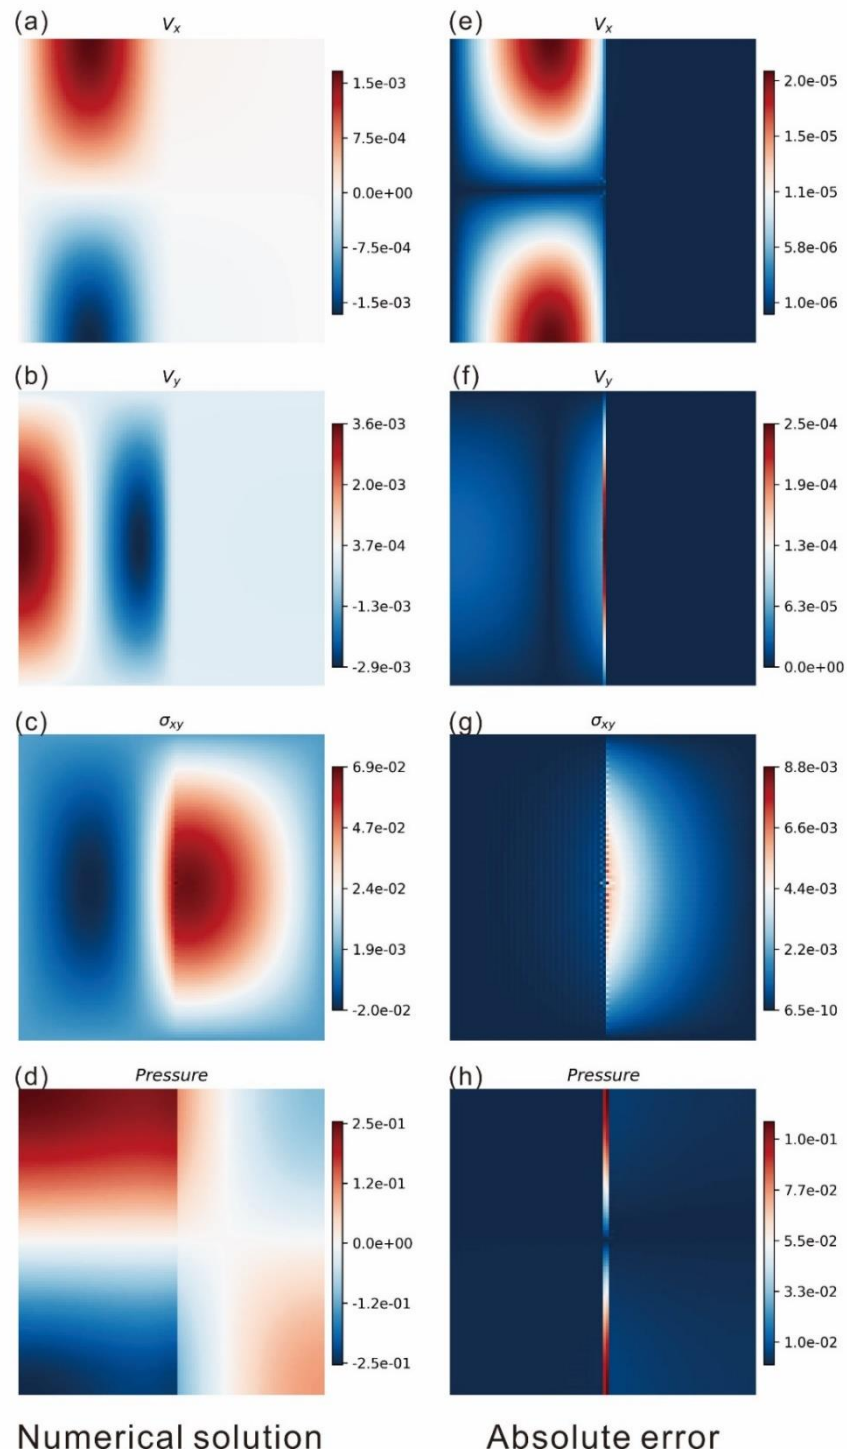 (a)
Vx
1.5e-03
7.5e-04
0.0e+00
-7.5e-04
-1.5e-03
(e)
Vx
2.0e-05
1.5e-05
1.1e-05
5.8e-06
1.0e-06
(b)
Vy
3.6e-03
2.0e-03
3.7e-04
-1.3e-03
-2.9e-03
(f)
Vy
2.5e-04
1.9e-04
1.3e-04
6.3e-05
0.0e+00
(c)
σxy
6.9e-02
4.7e-02
2.4e-02
1.9e-03
-2.0e-02
(g)
σxy
8.8e-03
6.6e-03
4.4e-03
2.2e-03
6.5e-10
(d)
Pressure
2.5e-01
1.2e-01
0.0e+00
-1.2e-01
-2.5e-01
(h)
Pressure
1.0e-01
7.7e-02
5.5e-02
3.3e-02
1.0e-02
Numerical solution
Absolute error